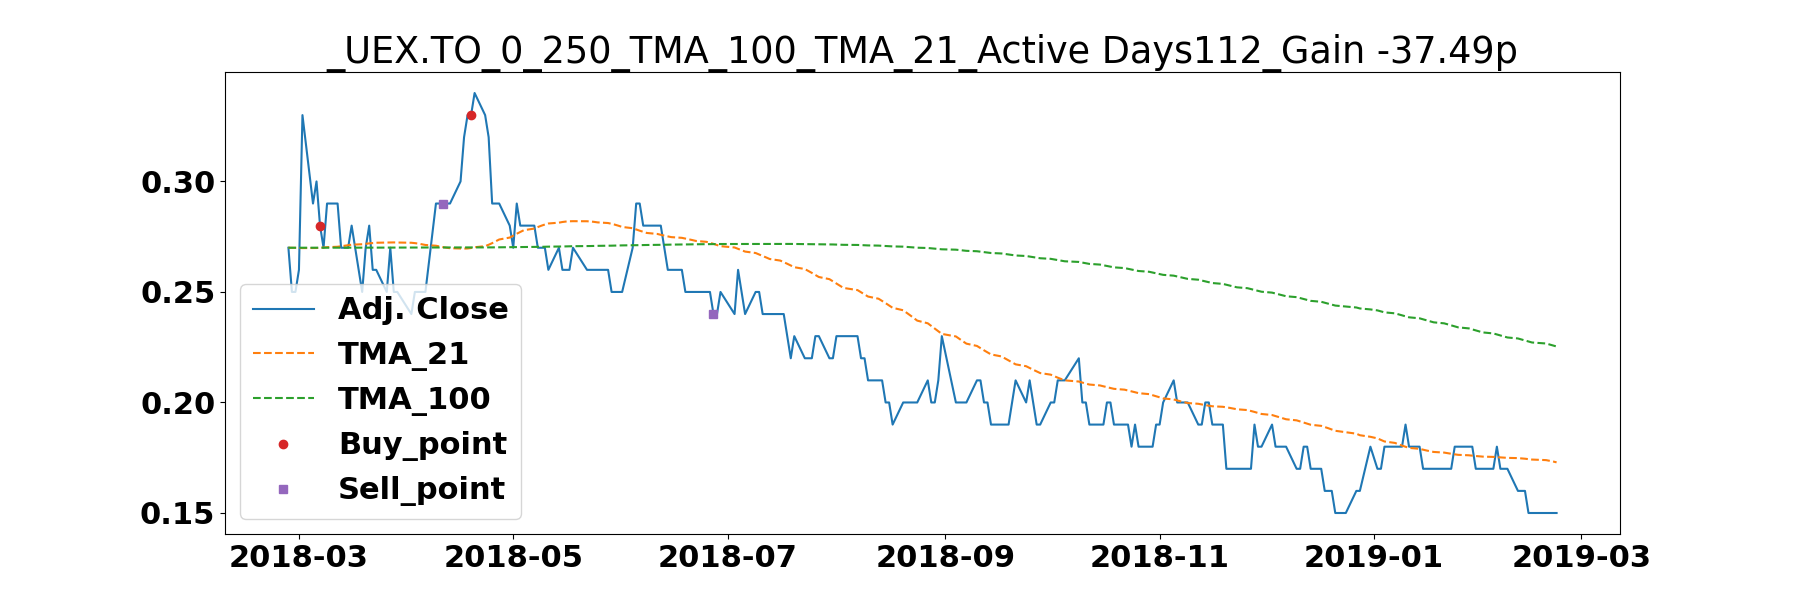 _UEX.TO_0_250_TMA_100_TMA_21_Active Days112_Gain -37.49p
0.30
0.25
0.20
0.15
Adj. Close
TMA_21
TMA_100
Buy_point
Sell_point
2018-03 2018-05 2018-07 2018-09 2018-11 2019-01 2019-03